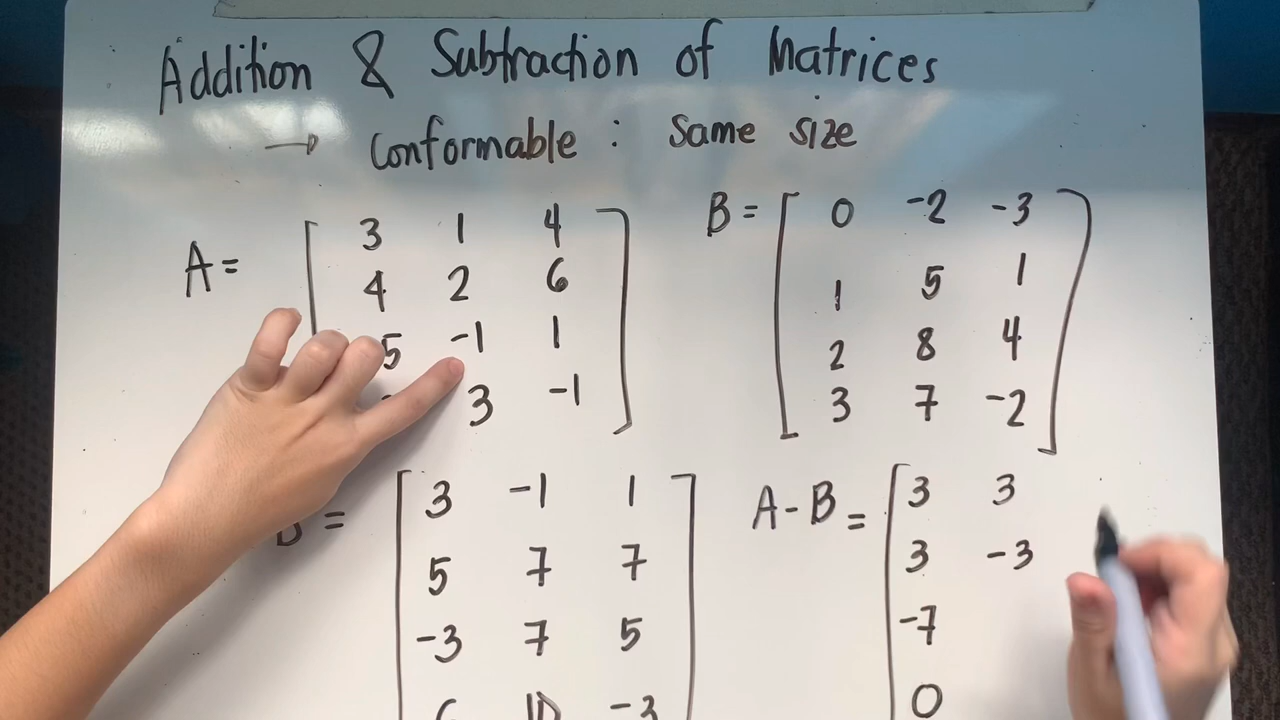 Addition & Subtraction of Matrices
→ Conformable : Same size
A = [ 3 1 4
4 2 6
5 -1 1
3 -1 ]
B = [ 0 -2 -3
1 5 1
2 8 4
3 7 -2 ]
B = [ 3 -1 1
5 7 7
-3 7 5
10 -3 ]
A - B = [ 3 3
3 -3
-7
0